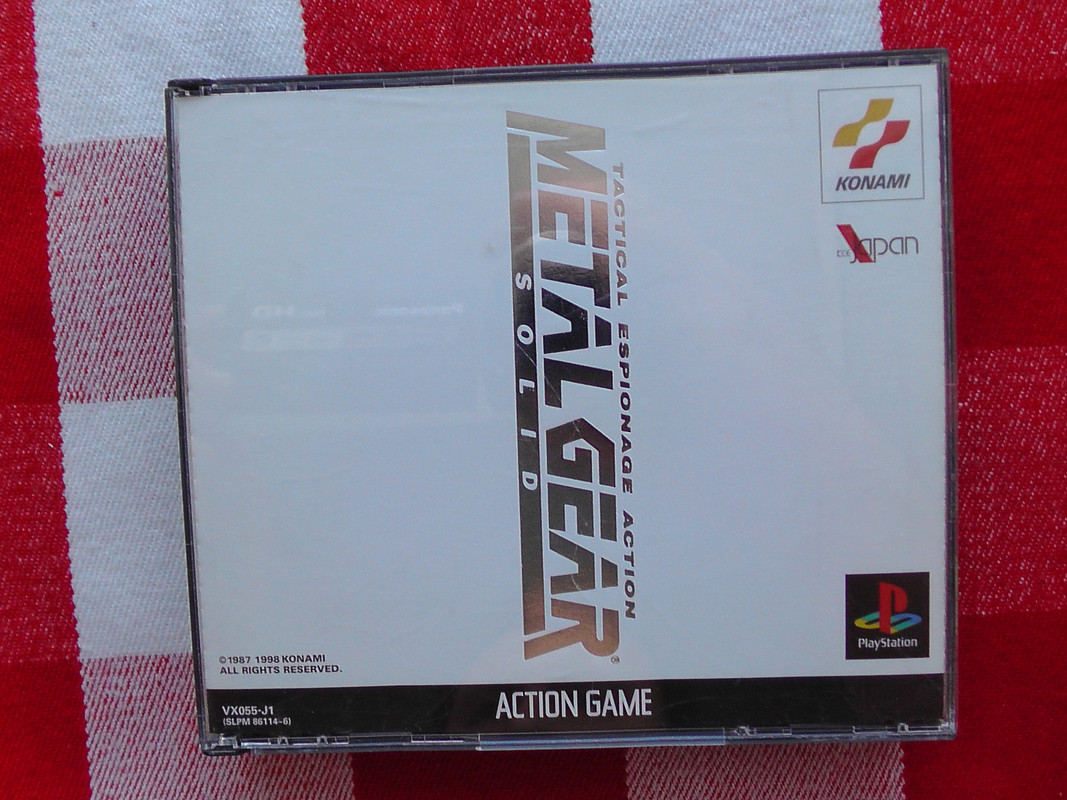 KONAMI
KCE Japan
TACTICAL ESPIONAGE ACTION
METAL GEAR®
SOLID
PlayStation
©1987 1998 KONAMI
ALL RIGHTS RESERVED.
VX055-J1
(SLPM 86114~6)
ACTION GAME